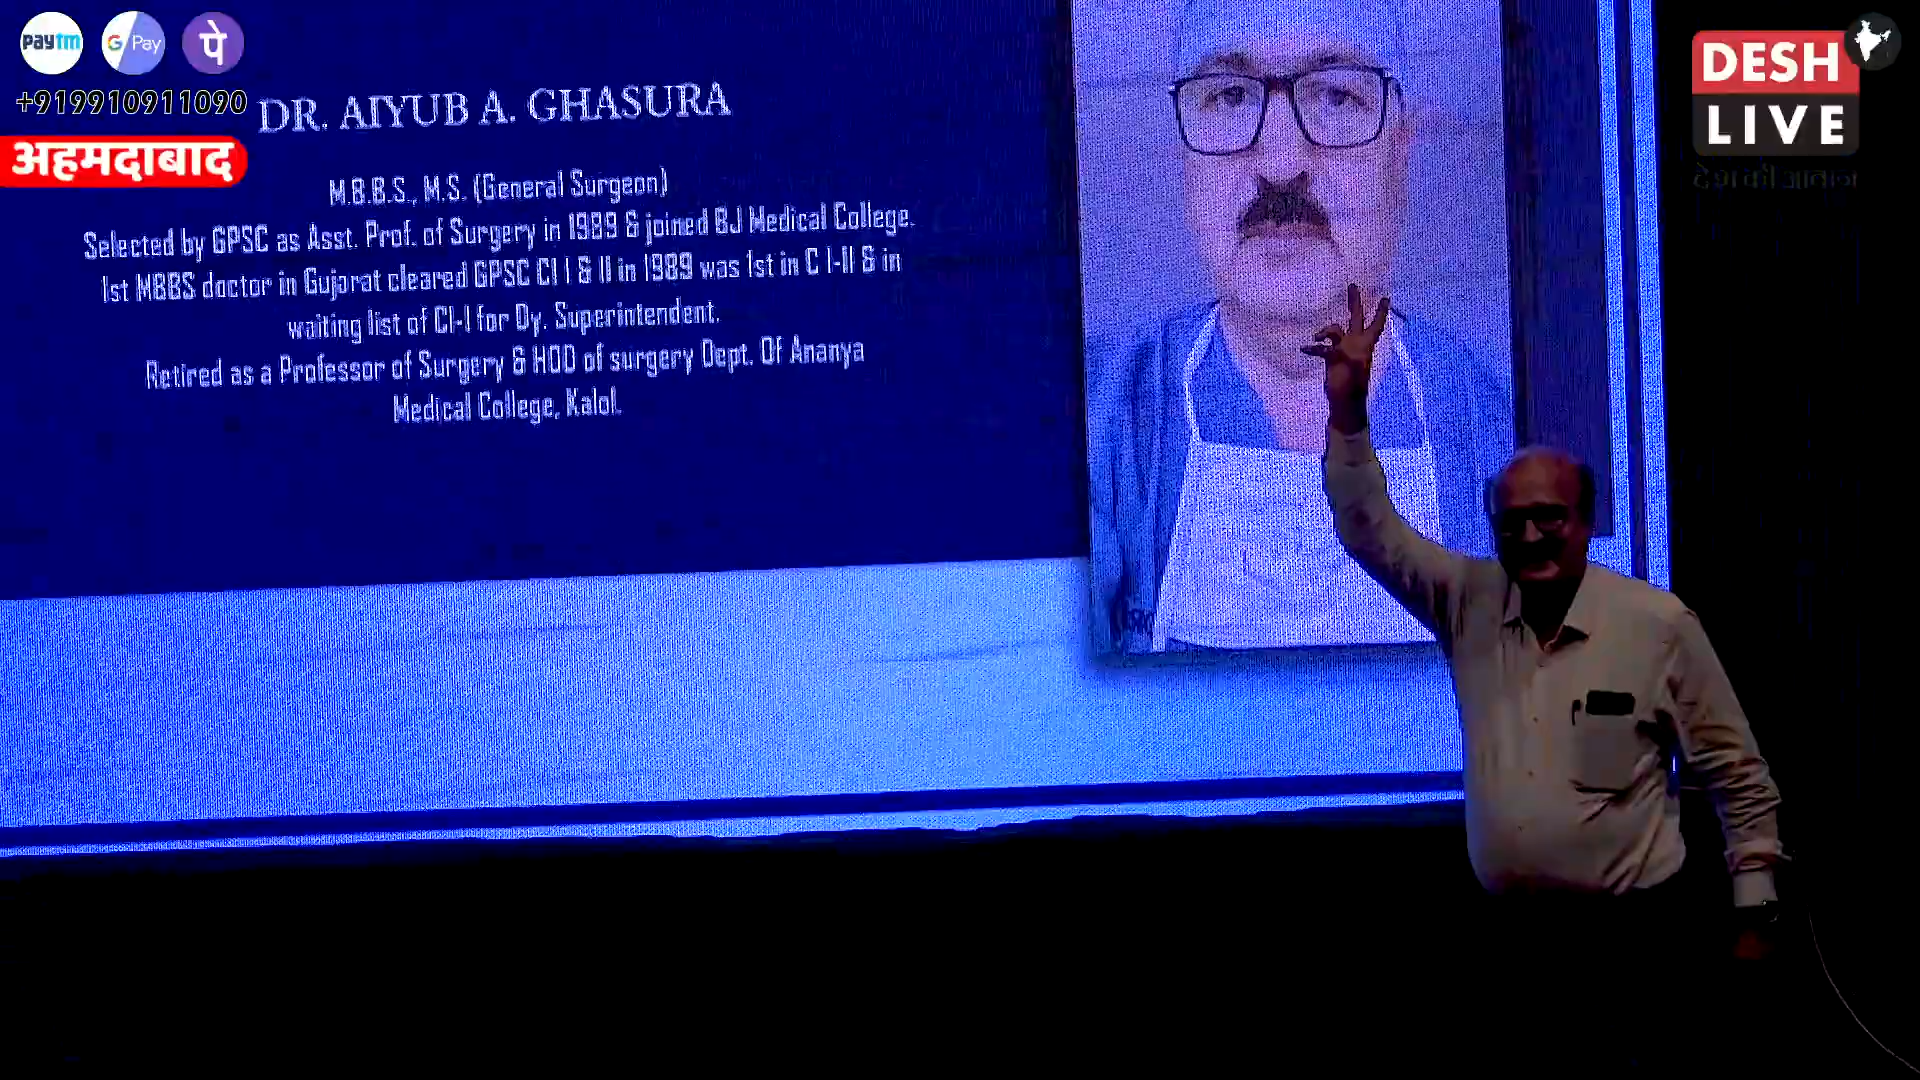 paytm
G Pay
पे
+919910911090
अहमदाबाद
DESH
LIVE
DR. AIYUB A. GHASURA
M.B.B.S., M.S. (General Surgeon)
Selected by GPSC as Asst. Prof. of Surgery in 1989 & joined BJ Medical College.
1st MBBS doctor in Gujarat cleared GPSC Cl I & II in 1989 was 1st in C I-II & in
waiting list of Cl-I for Dy. Superintendent.
Retired as a Professor of Surgery & HOD of surgery Dept. Of Ananya
Medical College, Kalol.